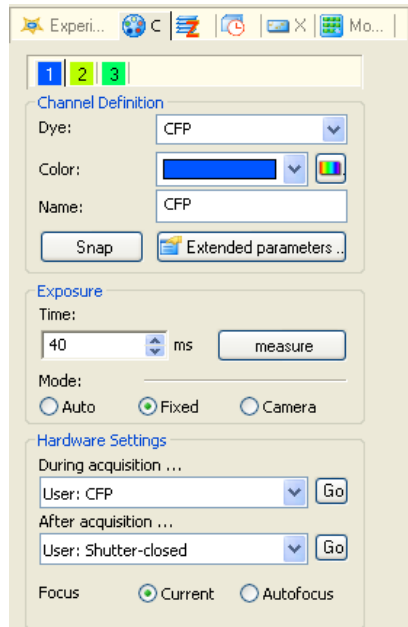 Experi... C X Mo...
1 2 3
Channel Definition
Dye: CFP
Color:
Name: CFP
Snap Extended parameters ..
Exposure
Time:
40 ms measure
Mode:
Auto Fixed Camera
Hardware Settings
During acquisition ...
User: CFP Go
After acquisition ...
User: Shutter-closed Go
Focus Current Autofocus